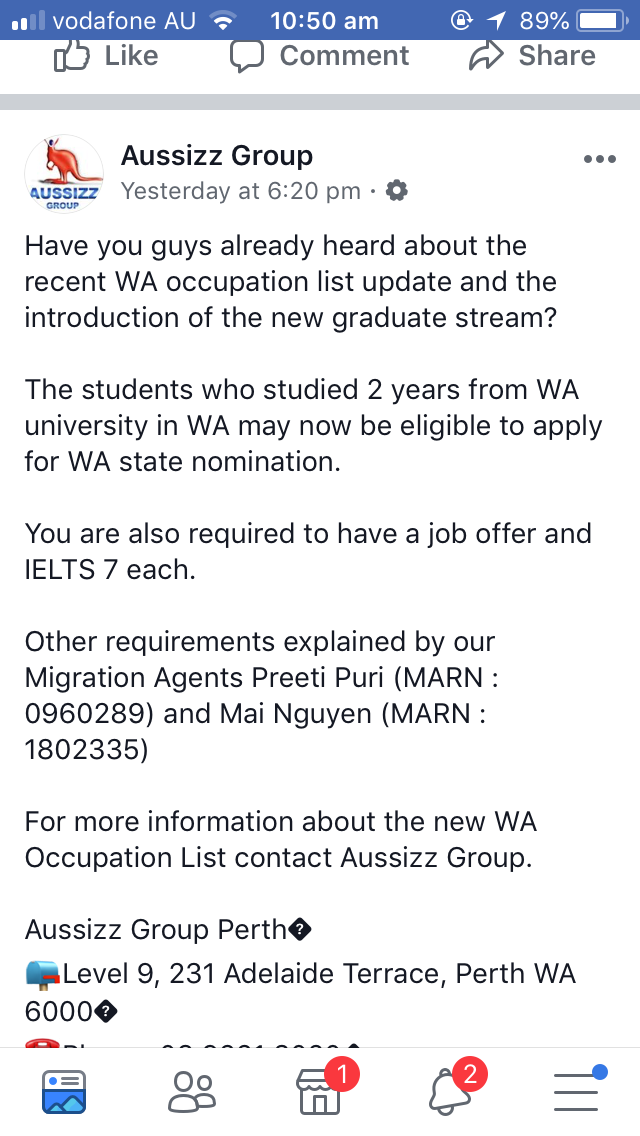 vodafone AU 10:50 am 89%
Like Comment Share
Aussizz Group
AUSSIZZ
GROUP
Yesterday at 6:20 pm ·
Have you guys already heard about the
recent WA occupation list update and the
introduction of the new graduate stream?
The students who studied 2 years from WA
university in WA may now be eligible to apply
for WA state nomination.
You are also required to have a job offer and
IELTS 7 each.
Other requirements explained by our
Migration Agents Preeti Puri (MARN :
0960289) and Mai Nguyen (MARN :
1802335)
For more information about the new WA
Occupation List contact Aussizz Group.
Aussizz Group Perth�
📪Level 9, 231 Adelaide Terrace, Perth WA
6000�
1 2